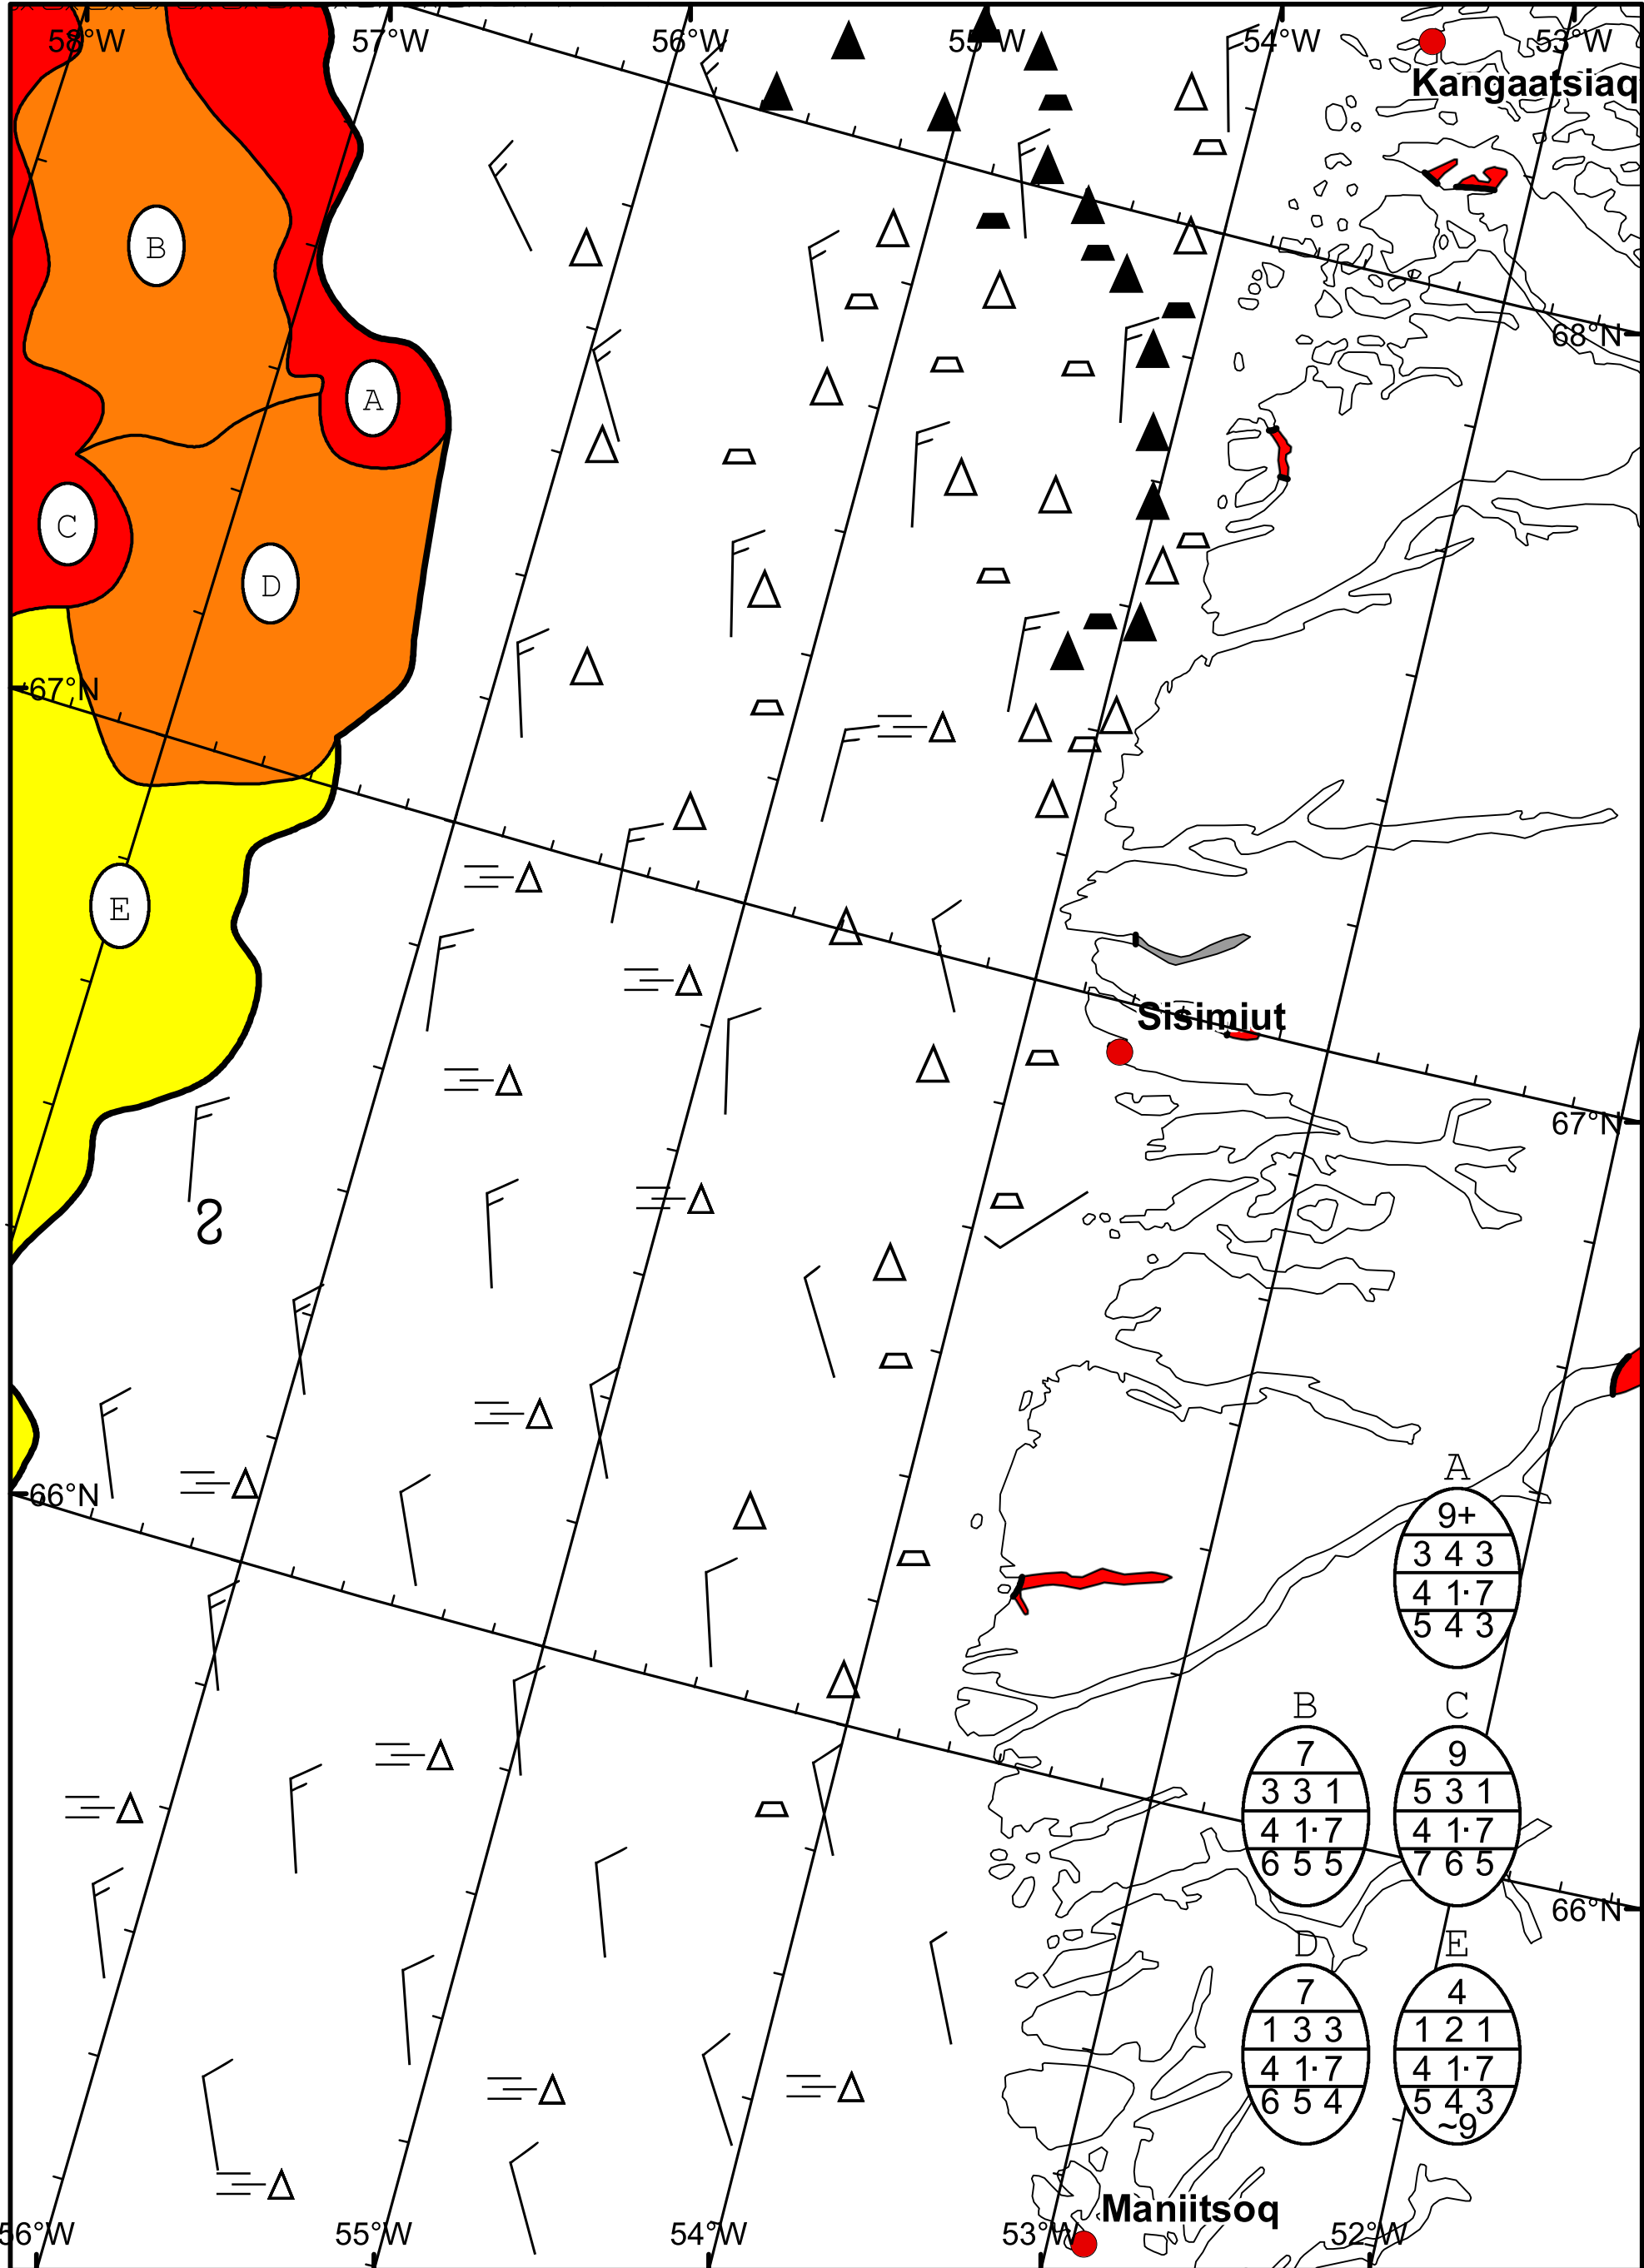 58°W 57°W 56°W 55°W 54°W 53°W
Kangaatsiaq
B
68°N
A
C
D
67°N
E
Sisimiut
67°N
66°N
A
9+
3 4 3
4 1· 7
5 4 3
B
7
3 3 1
4 1· 7
6 5 5
C
9
5 3 1
4 1· 7
7 6 5
66°N
D
7
1 3 3
4 1· 7
6 5 4
E
4
1 2 1
4 1· 7
5 4 3
~9
Maniitsoq
56°W 55°W 54°W 53°W 52°W